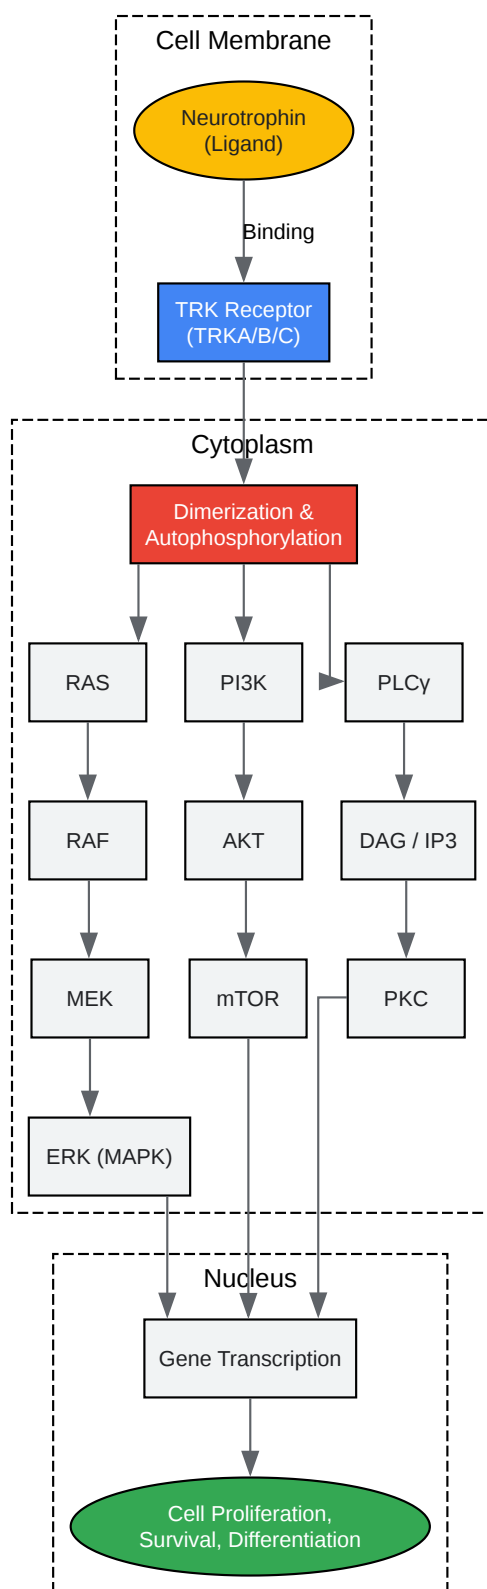 Cell Membrane
Neurotrophin
(Ligand)
Binding
TRK Receptor
(TRKA/B/C)
Cytoplasm
Dimerization &
Autophosphorylation
RAS
PI3K
PLCγ
RAF
AKT
DAG / IP3
MEK
mTOR
PKC
ERK (MAPK)
Nucleus
Gene Transcription
Cell Proliferation,
Survival, Differentiation